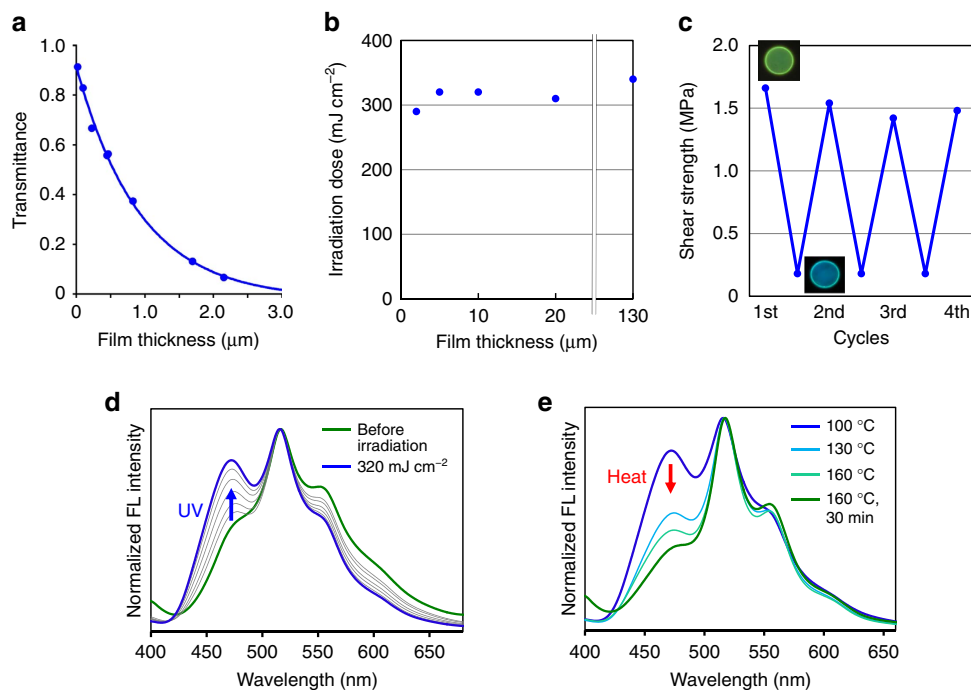 a
1.0
0.8
0.6
0.4
0.2
0
0
1.0
2.0
3.0
Transmittance
Film thickness (μm)
b
400
300
200
100
0
0
10
20
130
Irradiation dose (mJ cm⁻²)
Film thickness (μm)
c
2.0
1.5
1.0
0.5
0
1st
2nd
3rd
4th
Shear strength (MPa)
Cycles
d
Before
irradiation
320 mJ cm⁻²
UV
Normalized FL intensity
400 450 500 550 600 650
Wavelength (nm)
e
100 °C
130 °C
160 °C
160 °C,
30 min
Heat
Normalized FL intensity
400 450 500 550 600 650
Wavelength (nm)